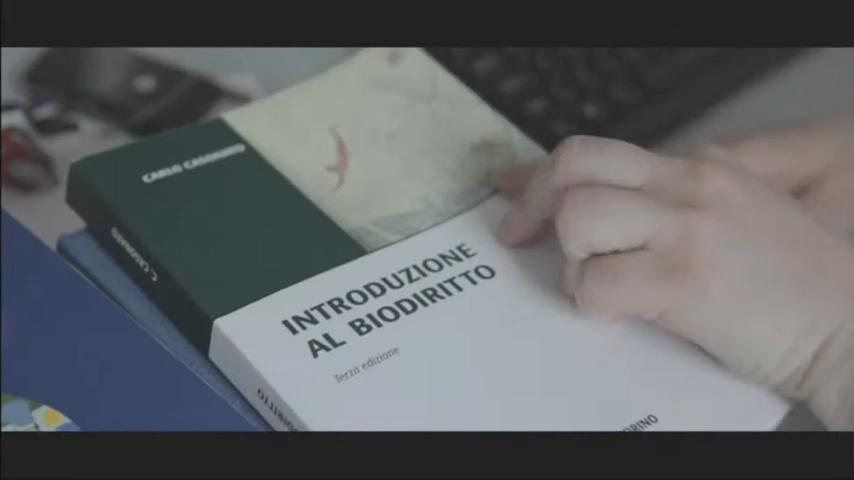 CARLO CASONATO
INTRODUZIONE
AL BIODIRITTO
Terza edizione
C. CASONATO